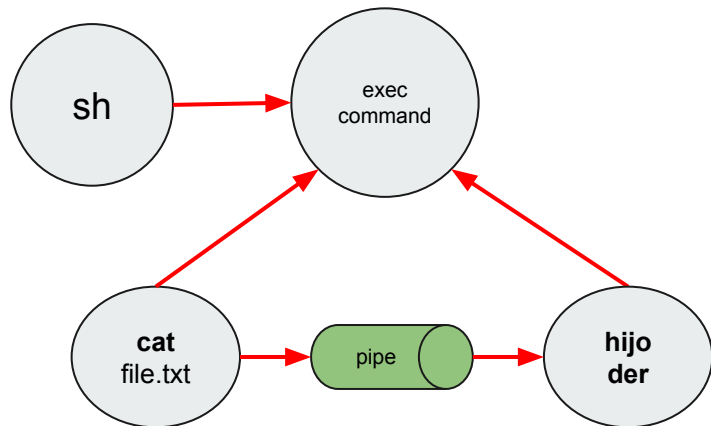 sh
exec
command
cat
file.txt
pipe
hijo
der